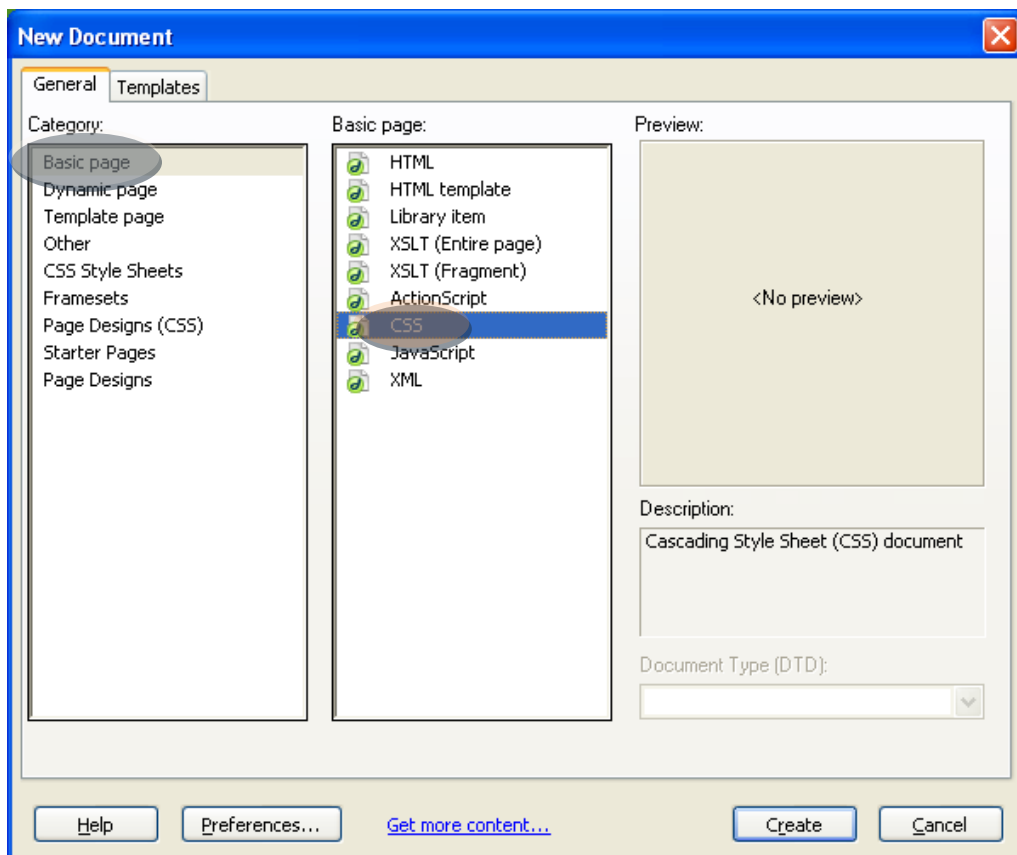 New Document
General
Templates
Category:
Basic page
Dynamic page
Template page
Other
CSS Style Sheets
Framesets
Page Designs (CSS)
Starter Pages
Page Designs
Basic page:
HTML
HTML template
Library item
XSLT (Entire page)
XSLT (Fragment)
ActionScript
CSS
JavaScript
XML
Preview:
<No preview>
Description:
Cascading Style Sheet (CSS) document
Document Type (DTD):
Help
Preferences...
Get more content...
Create
Cancel